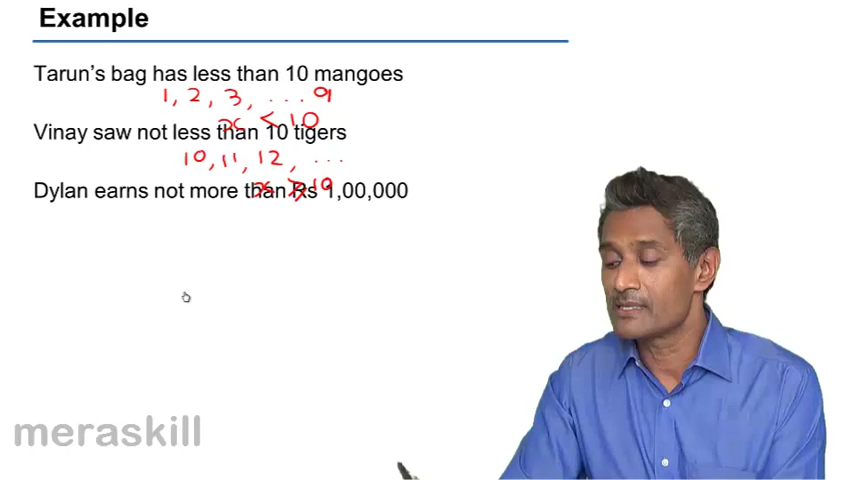 Example
Tarun's bag has less than 10 mangoes
1, 2, 3, ... 9
x < 10
Vinay saw not less than 10 tigers
10, 11, 12, ...
x ⩾ 10
Dylan earns not more than Rs 1,00,000
meraskill